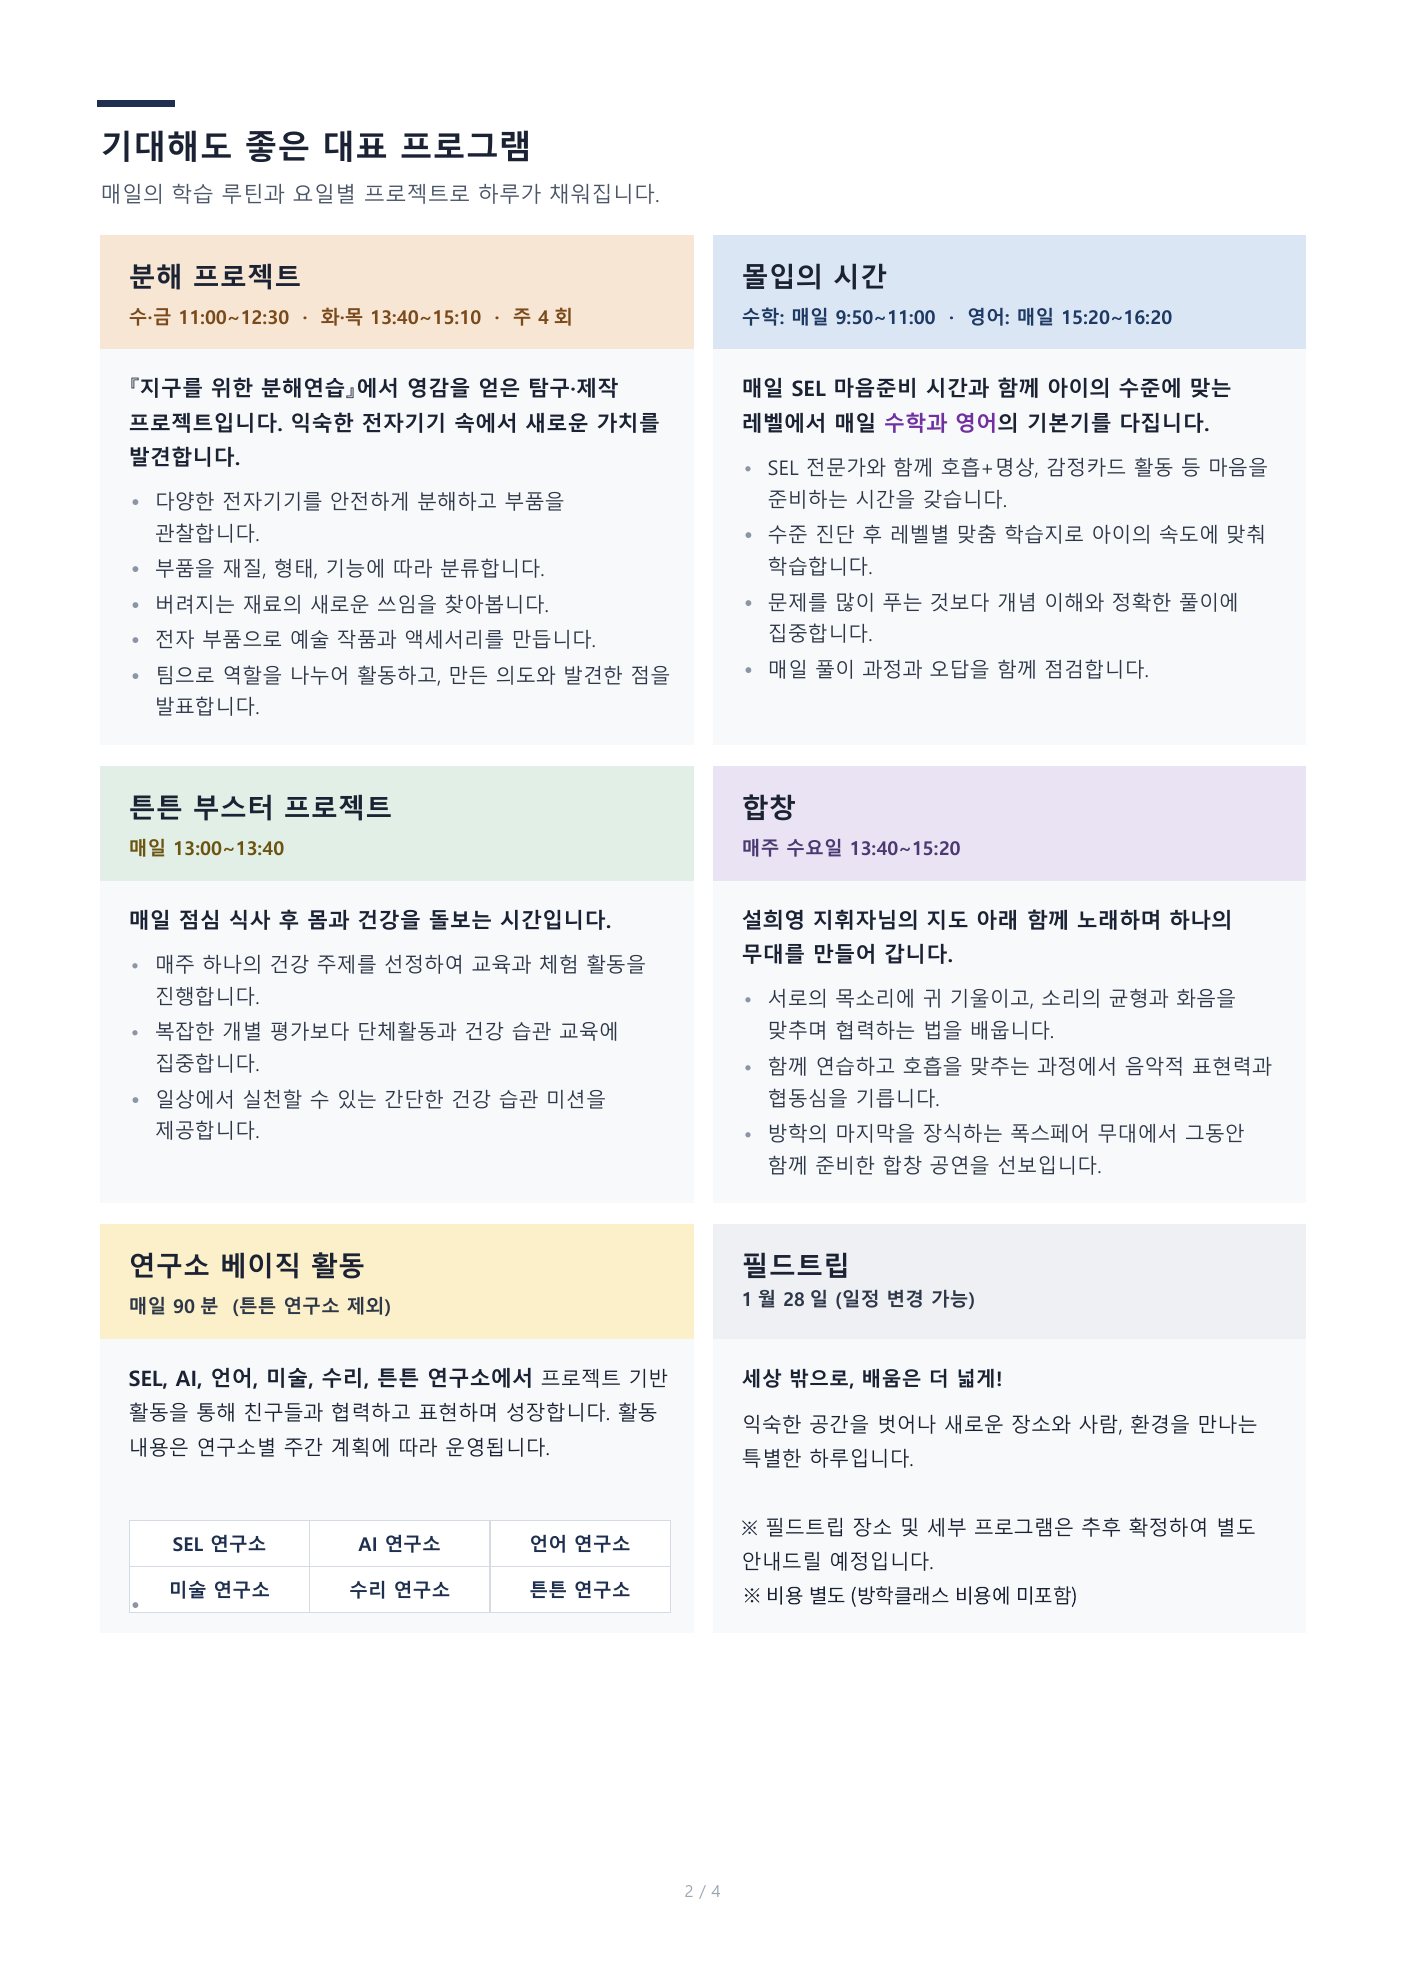 기대해도 좋은 대표 프로그램
매일의 학습 루틴과 요일별 프로젝트로 하루가 채워집니다.
분해 프로젝트
수·금 11:00~12:30 · 화·목 13:40~15:10 · 주 4 회
『지구를 위한 분해연습』에서 영감을 얻은 탐구·제작
프로젝트입니다. 익숙한 전자기기 속에서 새로운 가치를
발견합니다.
• 다양한 전자기기를 안전하게 분해하고 부품을
관찰합니다.
• 부품을 재질, 형태, 기능에 따라 분류합니다.
• 버려지는 재료의 새로운 쓰임을 찾아봅니다.
• 전자 부품으로 예술 작품과 액세서리를 만듭니다.
• 팀으로 역할을 나누어 활동하고, 만든 의도와 발견한 점을
발표합니다.
몰입의 시간
수학: 매일 9:50~11:00 · 영어: 매일 15:20~16:20
매일 SEL 마음준비 시간과 함께 아이의 수준에 맞는
레벨에서 매일 수학과 영어의 기본기를 다집니다.
• SEL 전문가와 함께 호흡+명상, 감정카드 활동 등 마음을
준비하는 시간을 갖습니다.
• 수준 진단 후 레벨별 맞춤 학습지로 아이의 속도에 맞춰
학습합니다.
• 문제를 많이 푸는 것보다 개념 이해와 정확한 풀이에
집중합니다.
• 매일 풀이 과정과 오답을 함께 점검합니다.
튼튼 부스터 프로젝트
매일 13:00~13:40
매일 점심 식사 후 몸과 건강을 돌보는 시간입니다.
• 매주 하나의 건강 주제를 선정하여 교육과 체험 활동을
진행합니다.
• 복잡한 개별 평가보다 단체활동과 건강 습관 교육에
집중합니다.
• 일상에서 실천할 수 있는 간단한 건강 습관 미션을
제공합니다.
합창
매주 수요일 13:40~15:20
설희영 지휘자님의 지도 아래 함께 노래하며 하나의
무대를 만들어 갑니다.
• 서로의 목소리에 귀 기울이고, 소리의 균형과 화음을
맞추며 협력하는 법을 배웁니다.
• 함께 연습하고 호흡을 맞추는 과정에서 음악적 표현력과
협동심을 기릅니다.
• 방학의 마지막을 장식하는 폭스페어 무대에서 그동안
함께 준비한 합창 공연을 선보입니다.
연구소 베이직 활동
매일 90 분 (튼튼 연구소 제외)
SEL, AI, 언어, 미술, 수리, 튼튼 연구소에서 프로젝트 기반
활동을 통해 친구들과 협력하고 표현하며 성장합니다. 활동
내용은 연구소별 주간 계획에 따라 운영됩니다.
SEL 연구소 AI 연구소 언어 연구소
미술 연구소 수리 연구소 튼튼 연구소
필드트립
1 월 28 일 (일정 변경 가능)
세상 밖으로, 배움은 더 넓게!
익숙한 공간을 벗어나 새로운 장소와 사람, 환경을 만나는
특별한 하루입니다.
※ 필드트립 장소 및 세부 프로그램은 추후 확정하여 별도
안내드릴 예정입니다.
※ 비용 별도 (방학클래스 비용에 미포함)
2 / 4